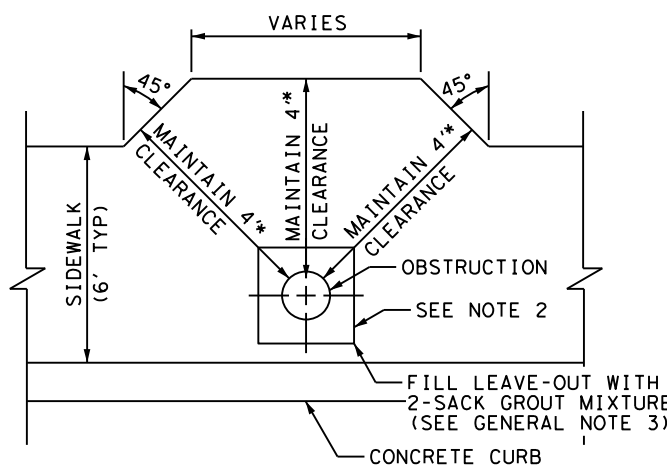 VARIES
45°
45°
MAINTAIN 4'*
CLEARANCE
MAINTAIN 4'*
CLEARANCE
MAINTAIN 4'*
CLEARANCE
SIDEWALK
(6' TYP)
OBSTRUCTION
SEE NOTE 2
FILL LEAVE-OUT WITH
2-SACK GROUT MIXTURE
(SEE GENERAL NOTE 3)
CONCRETE CURB